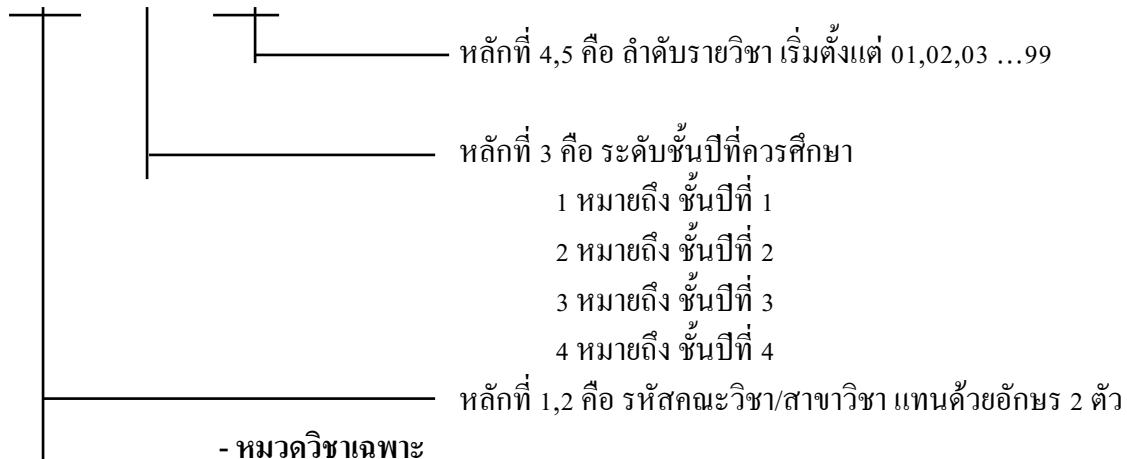 หลักที่ 4,5 คือ ลำดับรายวิชา เริ่มตั้งแต่ 01,02,03 …99
หลักที่ 3 คือ ระดับชั้นปีที่ควรศึกษา
1 หมายถึง ชั้นปีที่ 1
2 หมายถึง ชั้นปีที่ 2
3 หมายถึง ชั้นปีที่ 3
4 หมายถึง ชั้นปีที่ 4
หลักที่ 1,2 คือ รหัสคณะวิชา/สาขาวิชา แทนด้วยอักษร 2 ตัว
- หมวดวิชาเฉพาะ